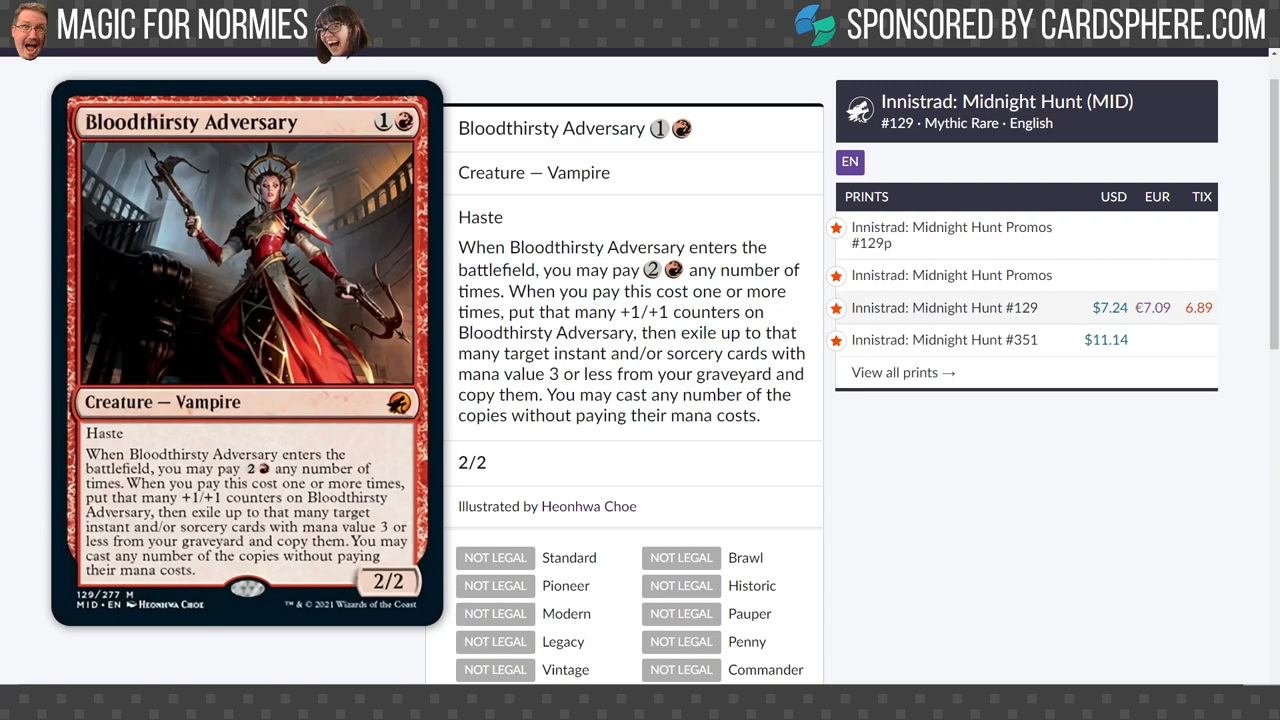 MAGIC FOR NORMIES
SPONSORED BY CARDSPHERE.COM
Bloodthirsty Adversary 1
Creature — Vampire
Haste
When Bloodthirsty Adversary enters the
battlefield, you may pay 2 any number of
times. When you pay this cost one or more times,
put that many +1/+1 counters on Bloodthirsty
Adversary, then exile up to that many target
instant and/or sorcery cards with mana value 3 or
less from your graveyard and copy them. You may
cast any number of the copies without paying
their mana costs.
2/2
129/277 M
MID • EN HEONHWA CHOE
™ & © 2021 Wizards of the Coast
Bloodthirsty Adversary 1
Creature — Vampire
Haste
When Bloodthirsty Adversary enters the
battlefield, you may pay 2 any number of
times. When you pay this cost one or more
times, put that many +1/+1 counters on
Bloodthirsty Adversary, then exile up to that
many target instant and/or sorcery cards with
mana value 3 or less from your graveyard and
copy them. You may cast any number of the
copies without paying their mana costs.
2/2
Illustrated by Heonhwa Choe
NOT LEGAL Standard NOT LEGAL Brawl
NOT LEGAL Pioneer NOT LEGAL Historic
NOT LEGAL Modern NOT LEGAL Pauper
NOT LEGAL Legacy NOT LEGAL Penny
NOT LEGAL Vintage NOT LEGAL Commander
Innistrad: Midnight Hunt (MID)
#129 · Mythic Rare · English
EN
PRINTS USD EUR TIX
Innistrad: Midnight Hunt Promos
#129p
Innistrad: Midnight Hunt Promos
Innistrad: Midnight Hunt #129 $7.24 €7.09 6.89
Innistrad: Midnight Hunt #351 $11.14
View all prints →